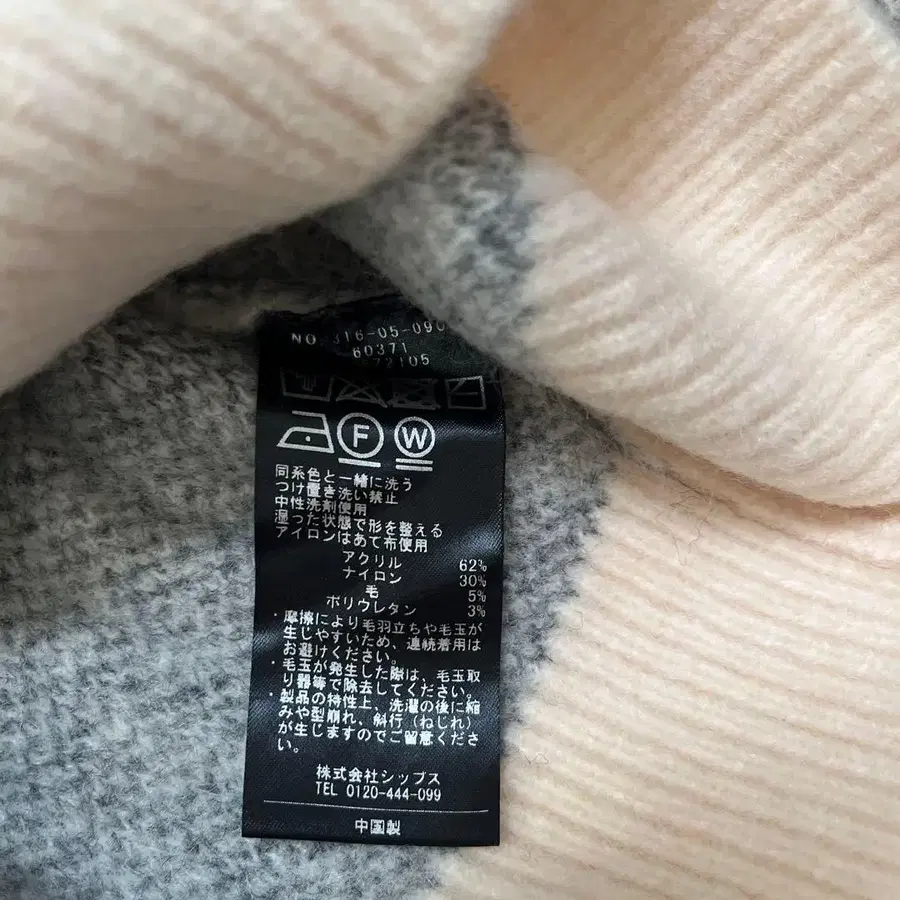 NO. 316-05-090
60371
72105
F W
同系色と一緒に洗う
つけ置き洗い禁止
中性洗剤使用
湿った状態で形を整える
アイロンはあて布使用
アクリル 62%
ナイロン 30%
毛 5%
ポリウレタン 3%
・摩擦により毛羽立ちや毛玉が
生じやすいため、連続着用は
お避けください。
・毛玉が発生した際は、毛玉取
り器等で除去してください。
・製品の特性上、洗濯の後に縮
みや型崩れ、斜行（ねじれ）
が生じますのでご留意くださ
い。
株式会社シップス
TEL 0120-444-099
中国製